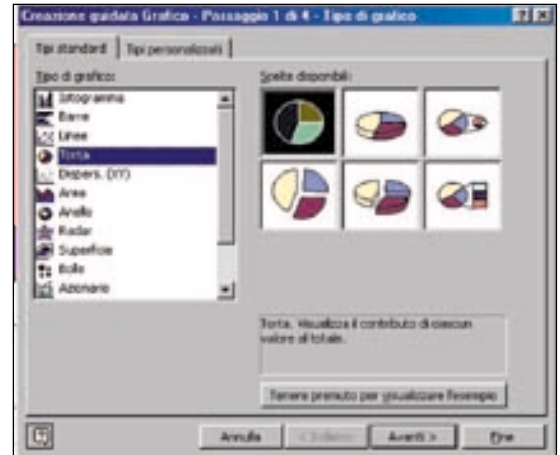 Creazione guidata Grafico - Passaggio 1 di 4 - Tipo di grafico
Tipi standard
Tipi personalizzati
Tipo di grafico:
Istogramma
Barre
Linee
Torta
Dispers. (XY)
Area
Anello
Radar
Superficie
Bolle
Azionario
Scelte disponibili:
Torta. Visualizza il contributo di ciascun
valore al totale.
Tenere premuto per visualizzare l'esempio
Annulla
< Indietro
Avanti >
Fine